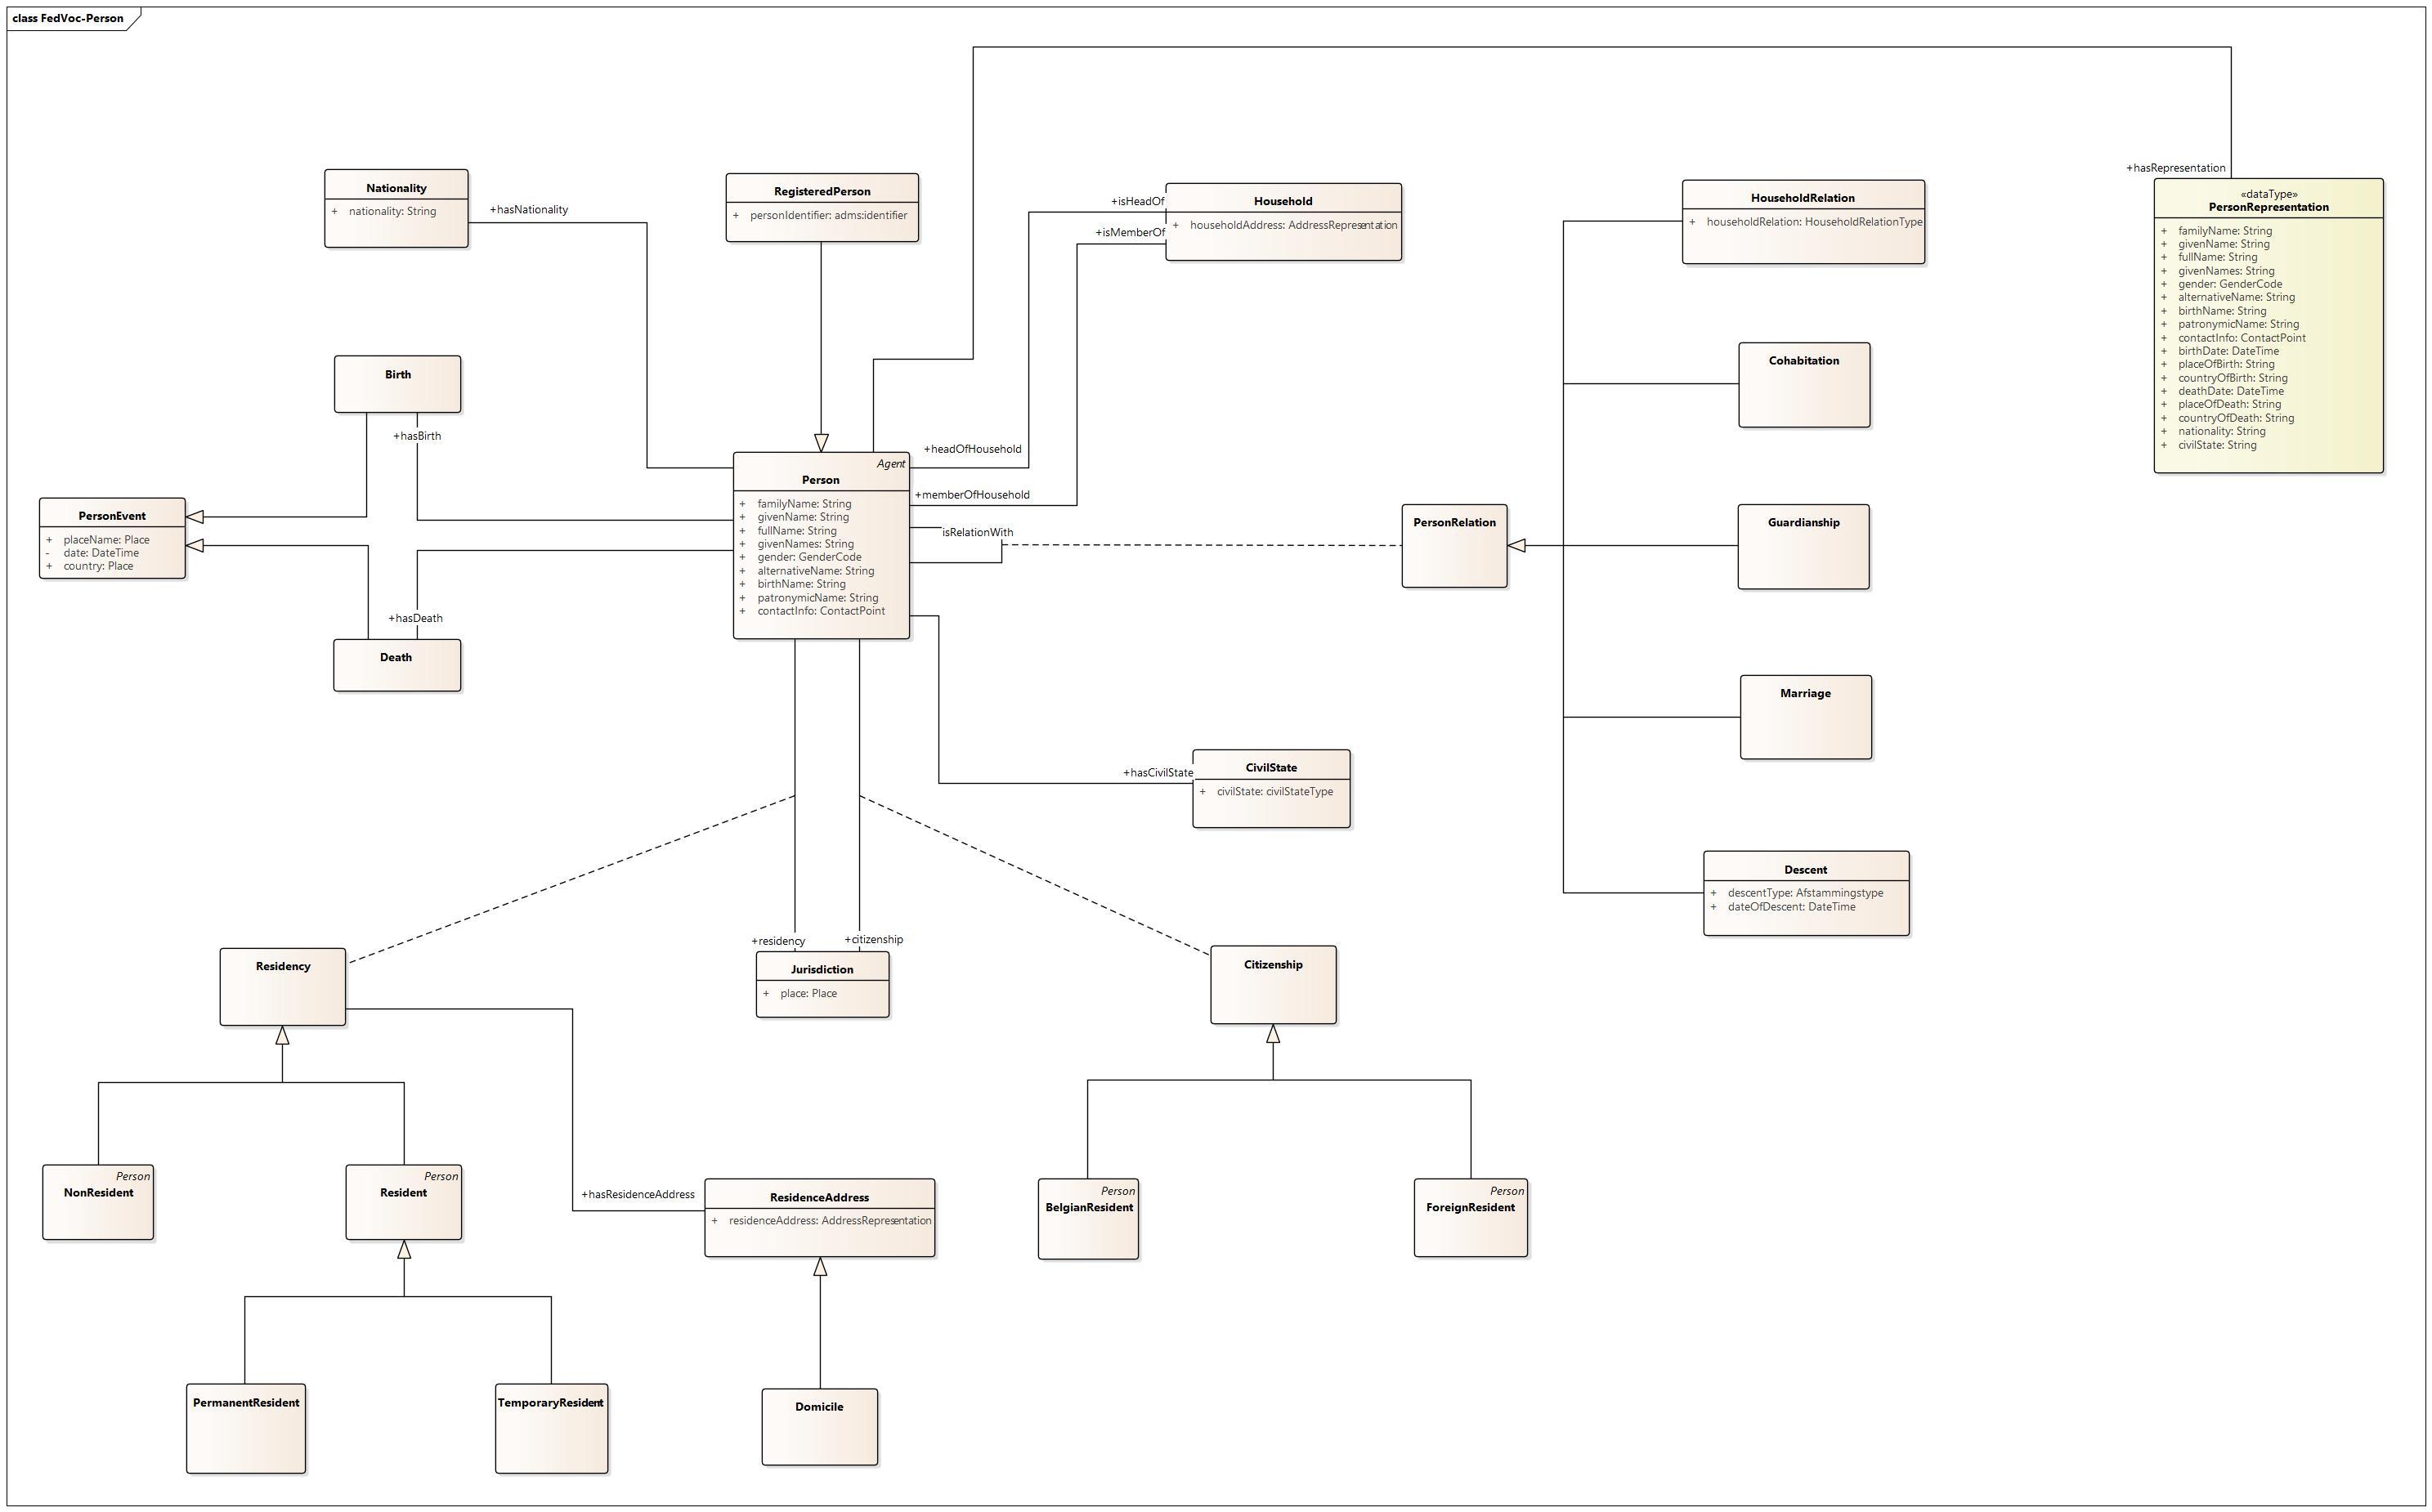 class FedVoc-Person
+hasRepresentation
«dataType»
PersonRepresentation
+ familyName: String
+ givenName: String
+ fullName: String
+ givenNames: String
+ gender: GenderCode
+ alternativeName: String
+ birthName: String
+ patronymicName: String
+ contactInfo: ContactPoint
+ birthDate: DateTime
+ placeOfBirth: String
+ countryOfBirth: String
+ deathDate: DateTime
+ placeOfDeath: String
+ countryOfDeath: String
+ nationality: String
+ civilState: String
Nationality
+ nationality: String
+hasNationality
RegisteredPerson
+ personIdentifier: adms:identifier
+isHeadOf
+isMemberOf
Household
+ householdAddress: AddressRepresentation
HouseholdRelation
+ householdRelation: HouseholdRelationType
Cohabitation
Birth
+hasBirth
+headOfHousehold
+memberOfHousehold
isRelationWith
Agent
Person
+ familyName: String
+ givenName: String
+ fullName: String
+ givenNames: String
+ gender: GenderCode
+ alternativeName: String
+ birthName: String
+ patronymicName: String
+ contactInfo: ContactPoint
PersonEvent
+ placeName: Place
- date: DateTime
+ country: Place
PersonRelation
Guardianship
+hasDeath
Death
Marriage
+hasCivilState
CivilState
+ civilState: civilStateType
Descent
+ descentType: Afstammingstype
+ dateOfDescent: DateTime
+residency
+citizenship
Residency
Jurisdiction
+ place: Place
Citizenship
Person
NonResident
Person
Resident
+hasResidenceAddress
ResidenceAddress
+ residenceAddress: AddressRepresentation
Person
BelgianResident
Person
ForeignResident
PermanentResident
TemporaryResident
Domicile